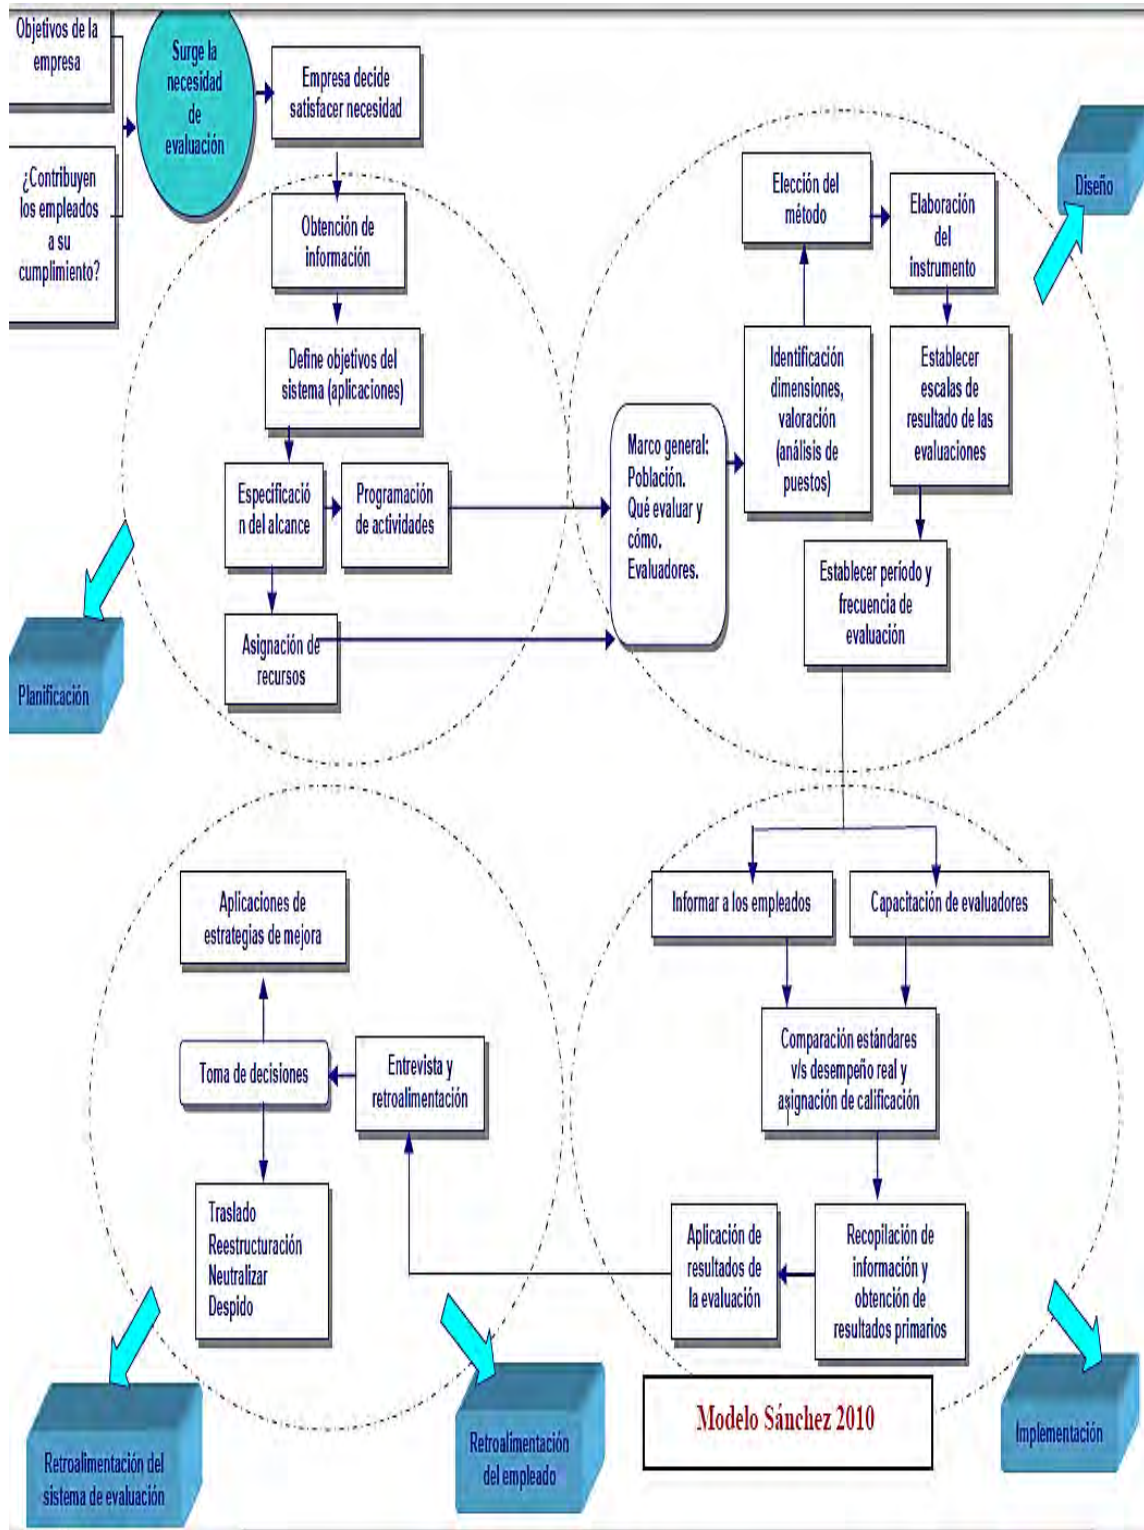 Objetivos de la
empresa
¿Contribuyen
los empleados
a su
cumplimiento?
Surge la
necesidad
de
evaluación
Empresa decide
satisfacer necesidad
Obtención de
información
Define objetivos del
sistema (aplicaciones)
Especificació
n del alcance
Programación
de actividades
Asignación de
recursos
Planificación
Marco general:
Población.
Qué evaluar y
cómo.
Evaluadores.
Identificación
dimensiones,
valoración
(análisis de
puestos)
Elección del
método
Elaboración
del
instrumento
Establecer
escalas de
resultado de las
evaluaciones
Establecer período y
frecuencia de
evaluación
Diseño
Informar a los empleados
Capacitación de evaluadores
Comparación estándares
v/s desempeño real y
asignación de calificación
Recopilación de
información y
obtención de
resultados primarios
Aplicación de
resultados de
la evaluación
Implementación
Entrevista y
retroalimentación
Toma de decisiones
Aplicaciones de
estrategias de mejora
Traslado
Reestructuración
Neutralizar
Despido
Retroalimentación del
sistema de evaluación
Retroalimentación
del empleado
Modelo Sánchez 2010